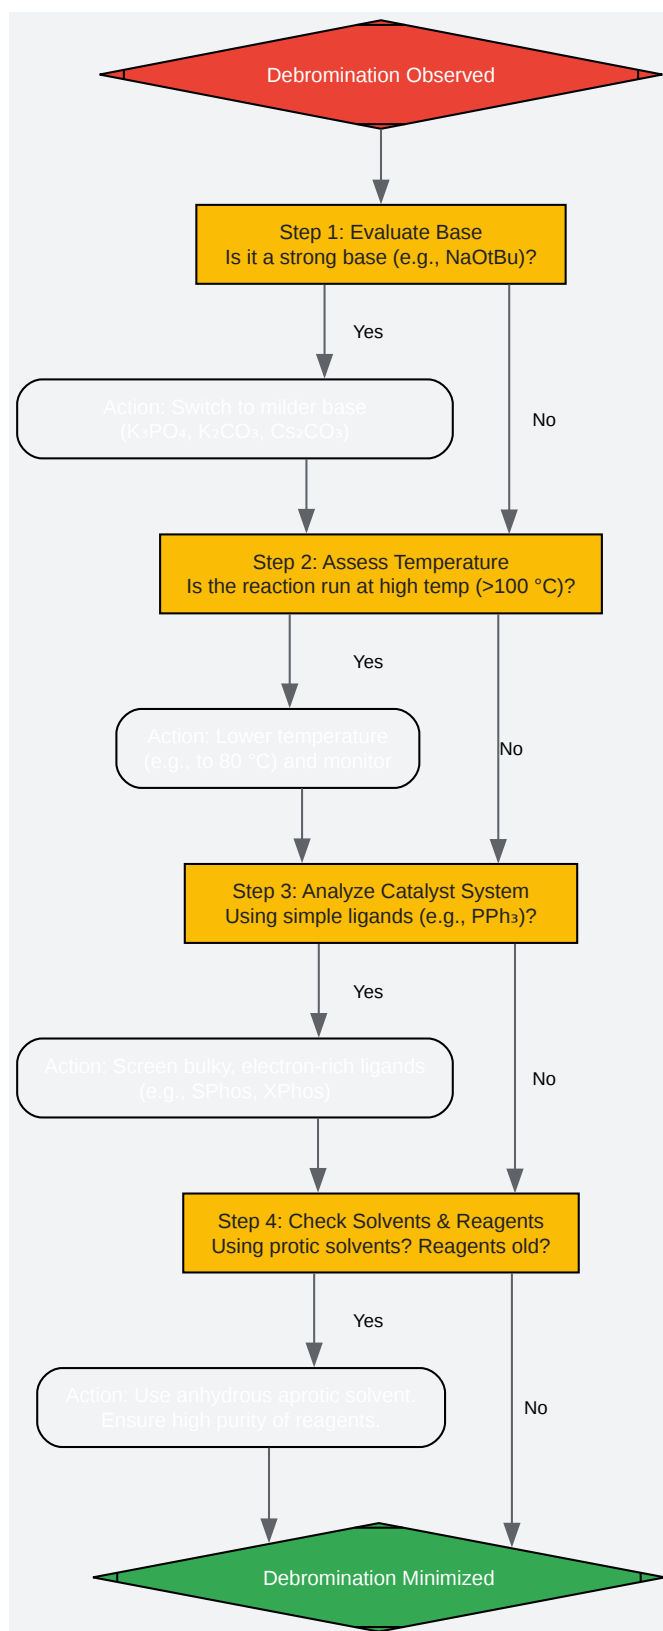 Debromination Observed
Step 1: Evaluate Base
Is it a strong base (e.g., NaOtBu)?
Yes
Action: Switch to milder base
(K₃PO₄, K₂CO₃, Cs₂CO₃)
No
Step 2: Assess Temperature
Is the reaction run at high temp (>100 °C)?
Yes
Action: Lower temperature
(e.g., to 80 °C) and monitor
No
Step 3: Analyze Catalyst System
Using simple ligands (e.g., PPh₃)?
Yes
Action: Screen bulky, electron-rich ligands
(e.g., SPhos, XPhos)
No
Step 4: Check Solvents & Reagents
Using protic solvents? Reagents old?
Yes
Action: Use anhydrous aprotic solvent.
Ensure high purity of reagents.
No
Debromination Minimized